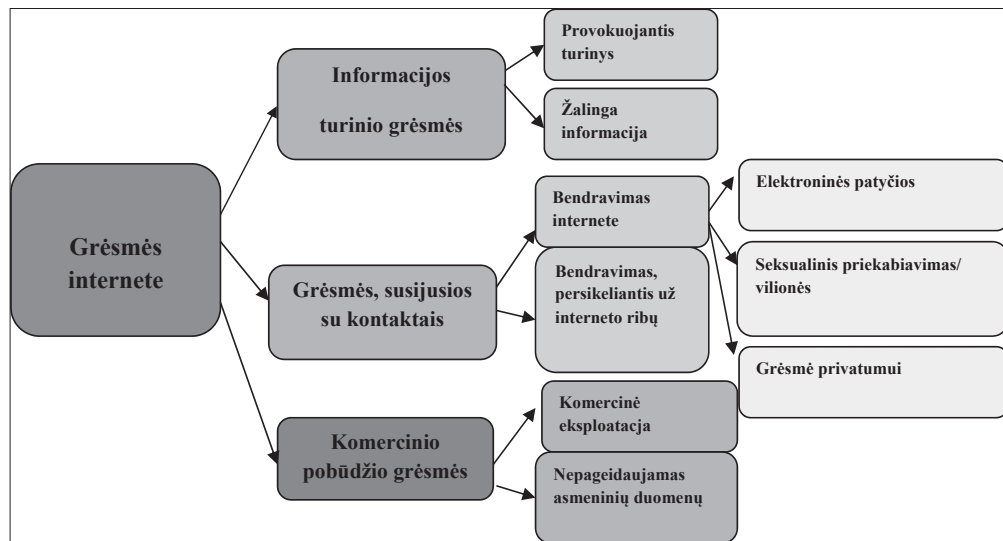 Grėsmės
internete
Informacijos
turinio grėsmės
Provokuojantis
turinys
Žalinga
informacija
Grėsmės, susijusios
su kontaktais
Bendravimas
internete
Bendravimas,
persikeliantis už
interneto ribų
Elektroninės patyčios
Seksualinis priekabiavimas/
vilionės
Grėsmė privatumui
Komercinio
pobūdžio grėsmės
Komercinė
eksploatacja
Nepageidaujamas
asmeninių duomenų